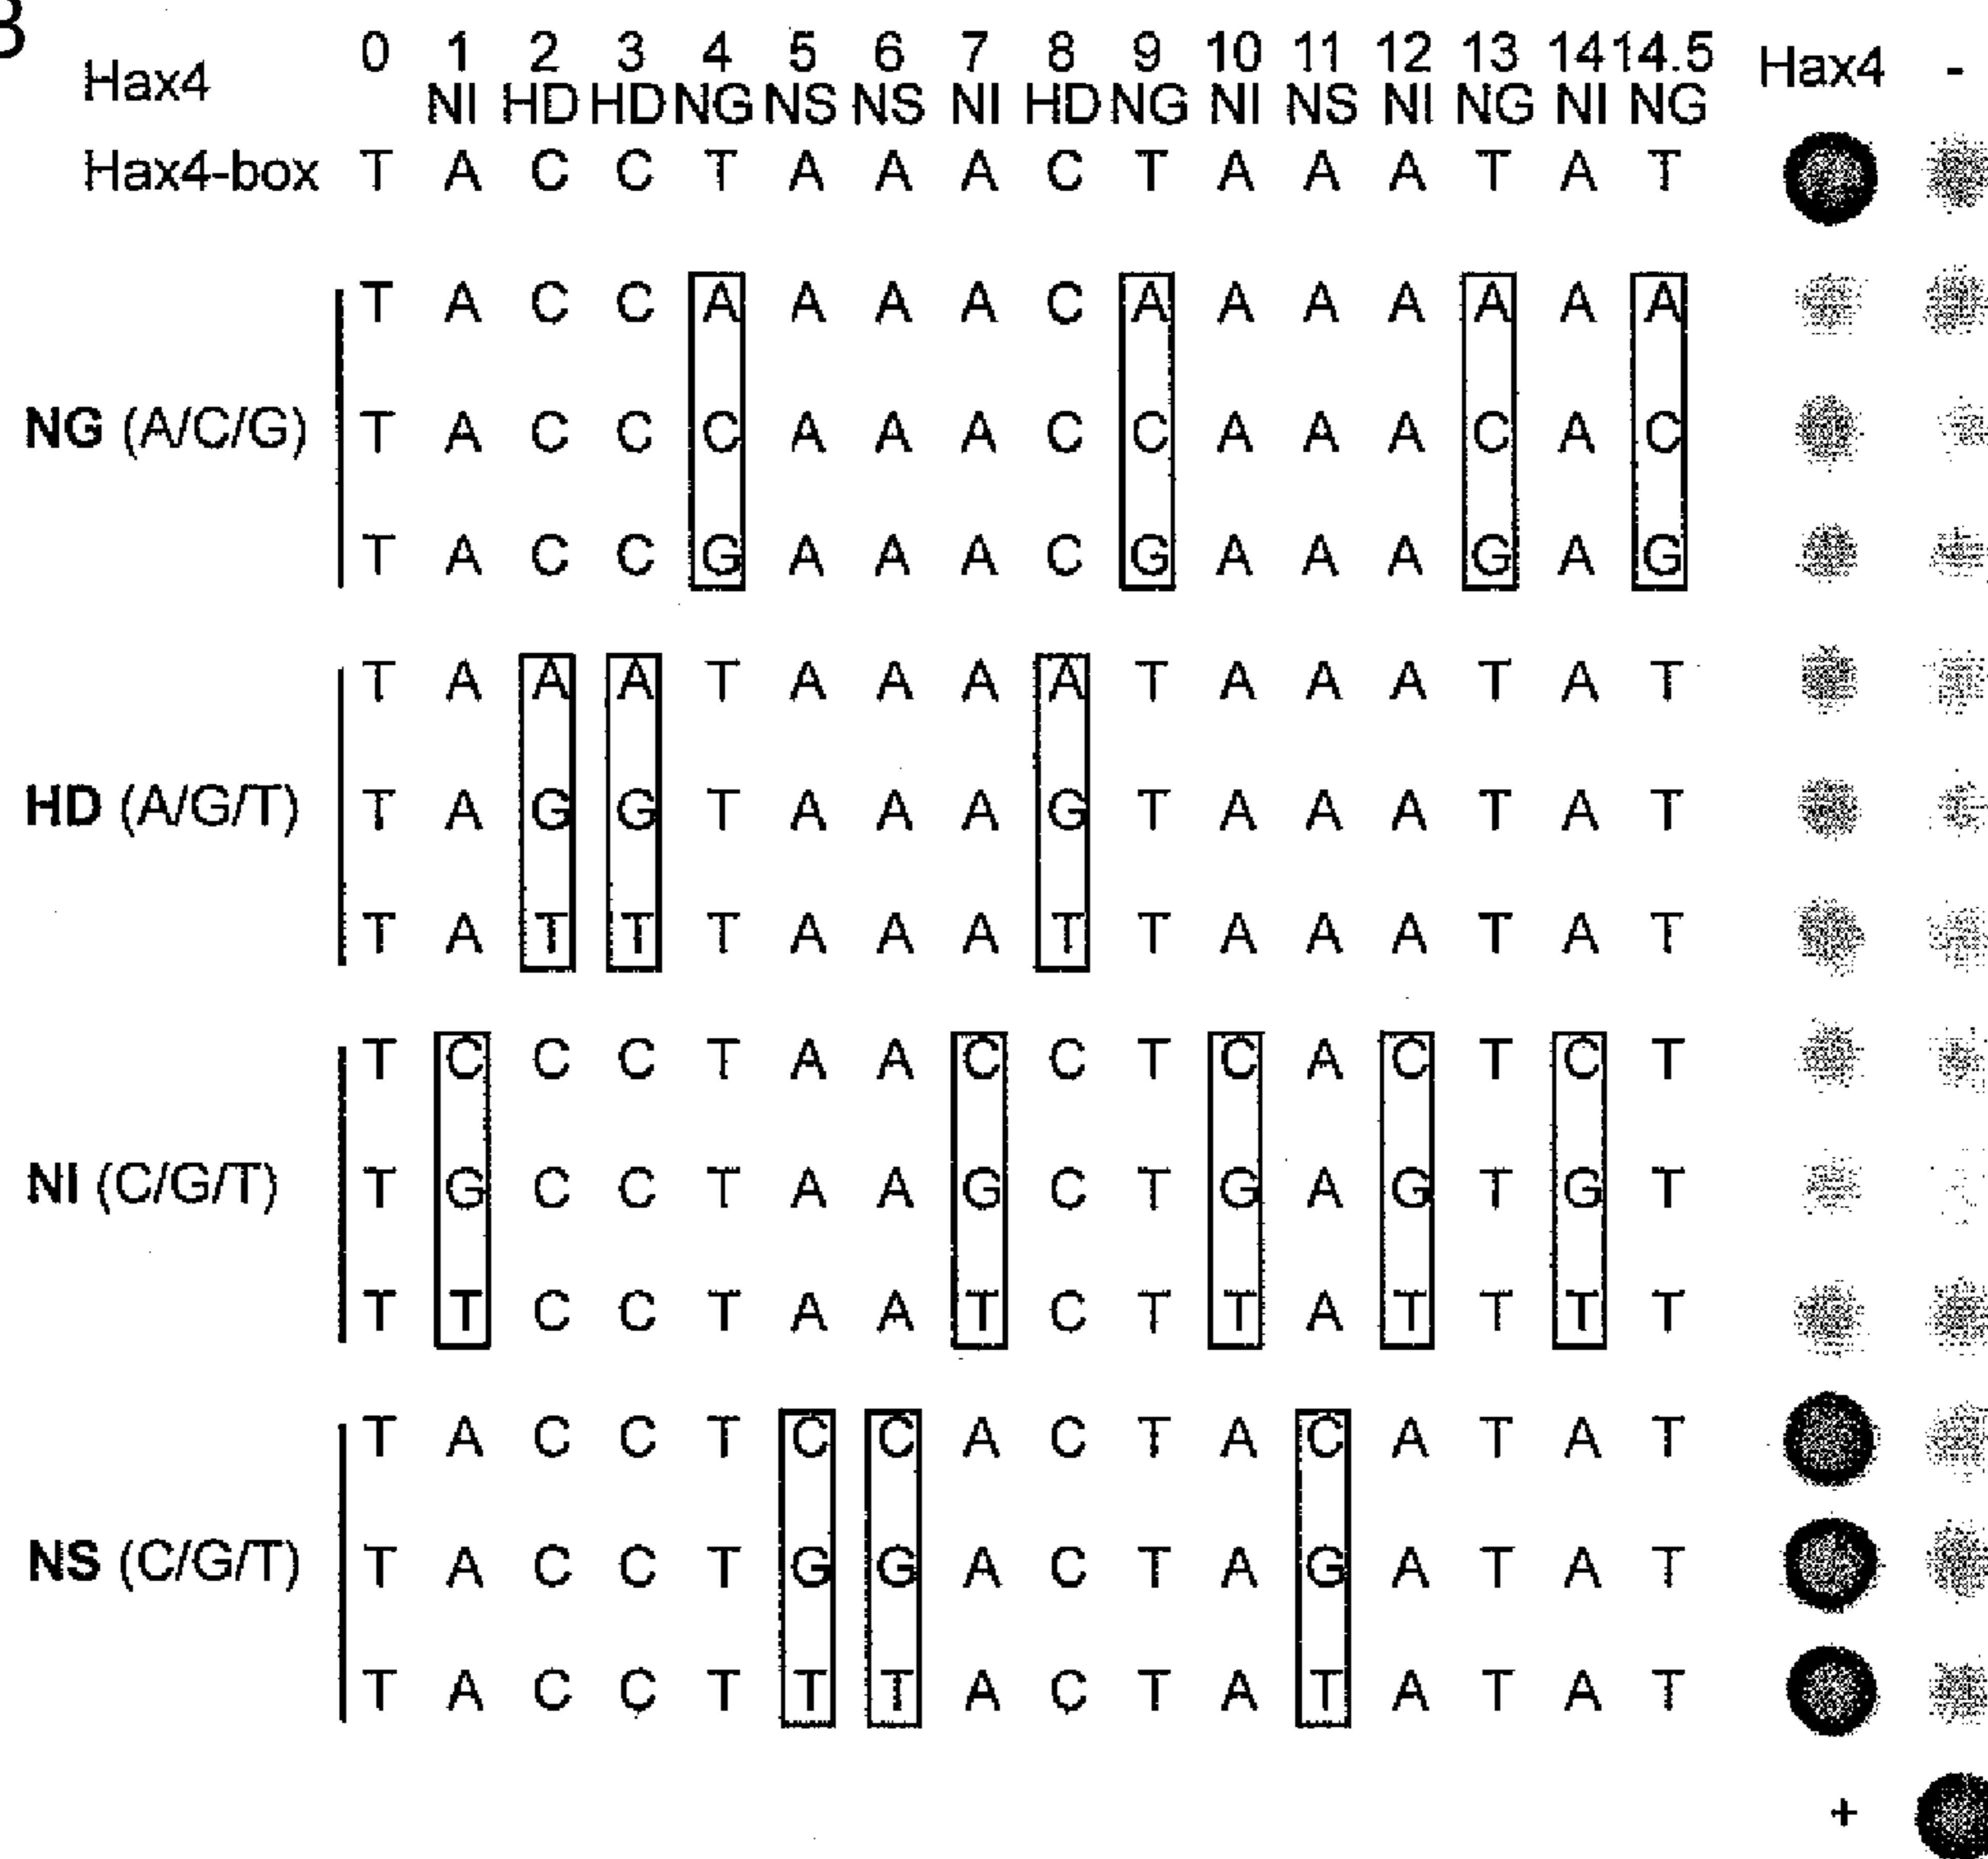 B
0 1 2 3 4 5 6 7 8 9 10 11 12 13 14 14.5
Hax4 NI HD HD NG NS NS NI HD NG NI NS NI NG NI NG Hax4 -
Hax4-box T A C C T A A A C T A A A T A T
T A C C A A A A C A A A A A A A
NG (A/C/G) T A C C C A A A C C A A A C A C
T A C C G A A A C G A A A G A G
T A A A T A A A A T A A A T A T
HD (A/G/T) T A G G T A A A G T A A A T A T
T A T T T A A A T T A A A T A T
T C C C T A A C C T C A C T C T
NI (C/G/T) T G C C T A A G C T G A G T G T
T T C C T A A T C T T A T T T T
T A C C T C C A C T A C A T A T
NS (C/G/T) T A C C T G G A C T A G A T A T
T A C C T T T A C T A T A T A T
+